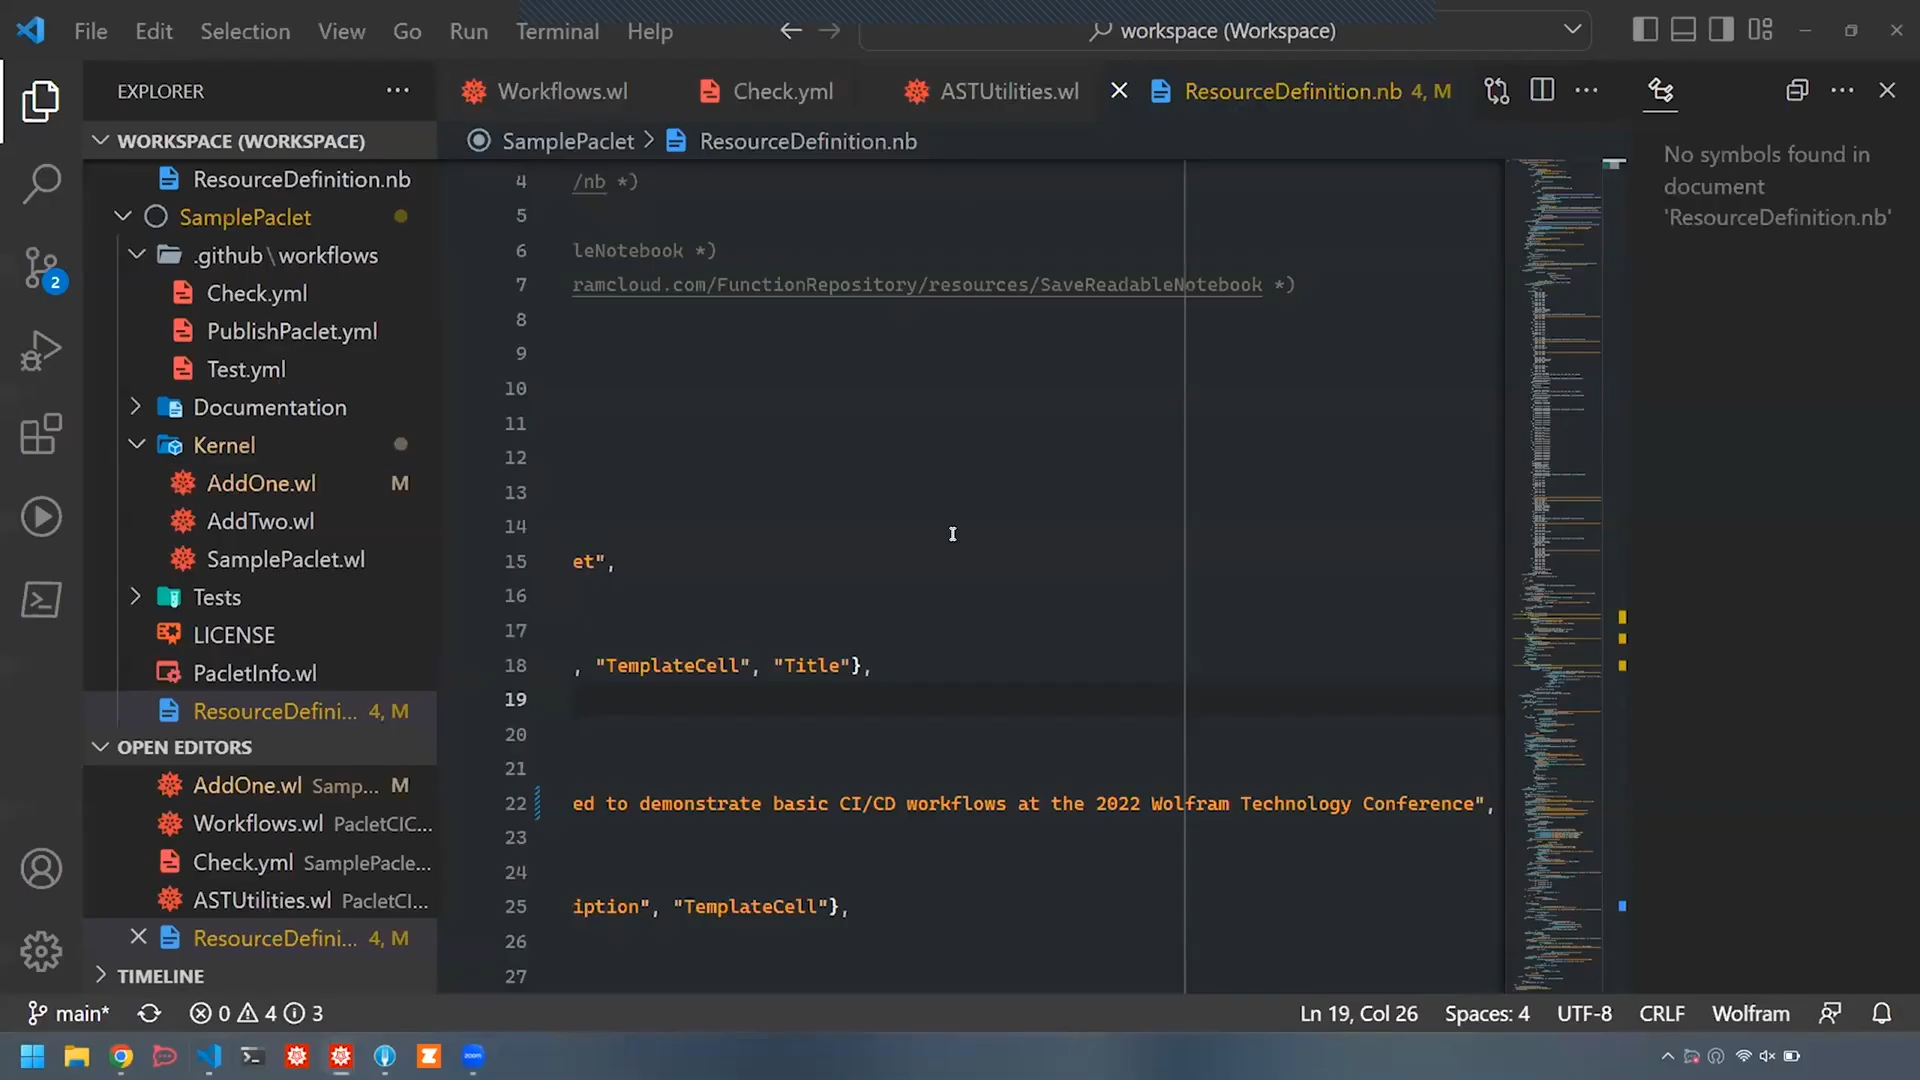 File Edit Selection View Go Run Terminal Help
workspace (Workspace)
EXPLORER
Workflows.wl
Check.yml
ASTUtilities.wl
ResourceDefinition.nb 4, M
WORKSPACE (WORKSPACE)
SamplePaclet
ResourceDefinition.nb
ResourceDefinition.nb
SamplePaclet
.github\workflows
Check.yml
PublishPaclet.yml
Test.yml
Documentation
Kernel
AddOne.wl M
AddTwo.wl
SamplePaclet.wl
Tests
LICENSE
PacletInfo.wl
ResourceDefini... 4, M
OPEN EDITORS
AddOne.wl Samp... M
Workflows.wl PacletCIC...
Check.yml SamplePacle...
ASTUtilities.wl PacletCI...
ResourceDefini... 4, M
TIMELINE
4 /nb *)
5
6 leNotebook *)
7 ramcloud.com/FunctionRepository/resources/SaveReadableNotebook *)
8
9
10
11
12
13
14
15 et",
16
17
18 , "TemplateCell", "Title"},
19
20
21
22 ed to demonstrate basic CI/CD workflows at the 2022 Wolfram Technology Conference",
23
24
25 iption", "TemplateCell"},
26
27
No symbols found in
document
'ResourceDefinition.nb'
2
main* 0 4 3
Ln 19, Col 26 Spaces: 4 UTF-8 CRLF Wolfram
zoom